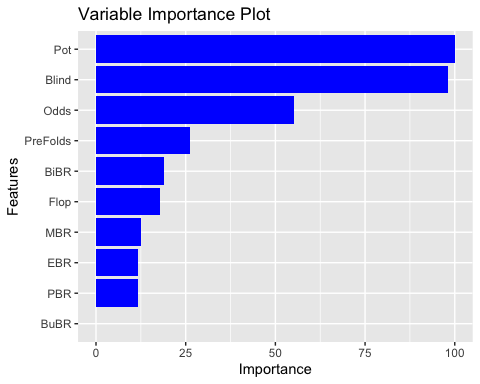 Variable Importance Plot
Features
Pot
Blind
Odds
PreFolds
BiBR
Flop
MBR
EBR
PBR
BuBR
0 25 50 75 100
Importance